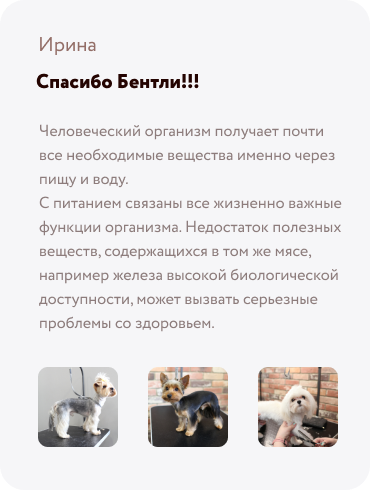 Ирина
Спасибо Бентли!!!
Человеческий организм получает почти
все необходимые вещества именно через
пищу и воду.
С питанием связаны все жизненно важные
функции организма. Недостаток полезных
веществ, содержащихся в том же мясе,
например железа высокой биологической
доступности, может вызвать серьезные
проблемы со здоровьем.